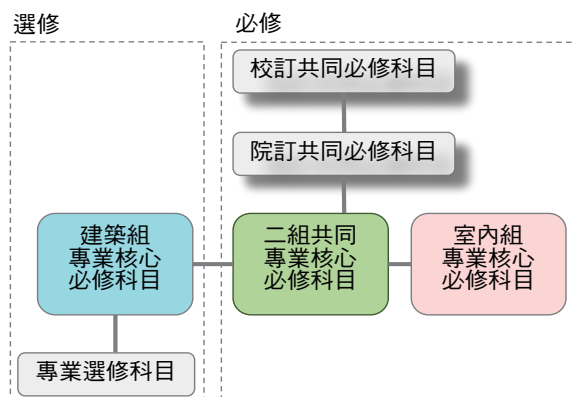 選修
必修
校訂共同必修科目
院訂共同必修科目
建築組
專業核心
必修科目
二組共同
專業核心
必修科目
室內組
專業核心
必修科目
專業選修科目